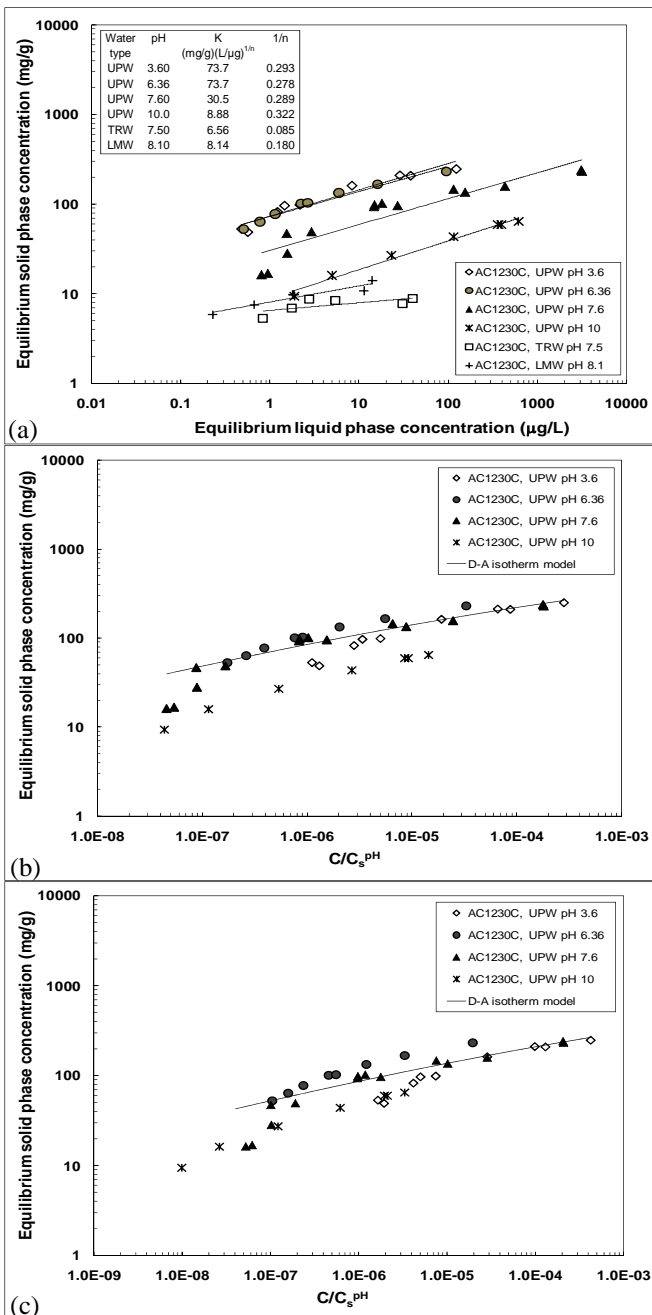 Water pH K 1/n
type (mg/g)(L/µg)^1/n
UPW 3.60 73.7 0.293
UPW 6.36 73.7 0.278
UPW 7.60 30.5 0.289
UPW 10.0 8.88 0.322
TRW 7.50 6.56 0.085
LMW 8.10 8.14 0.180
Equilibrium solid phase concentration (mg/g)
10000
1000
100
10
1
AC1230C, UPW pH 3.6
AC1230C, UPW pH 6.36
AC1230C, UPW pH 7.6
AC1230C, UPW pH 10
AC1230C, TRW pH 7.5
AC1230C, LMW pH 8.1
0.01 0.1 1 10 100 1000 10000
(a) Equilibrium liquid phase concentration (µg/L)
Equilibrium solid phase concentration (mg/g)
10000
1000
100
10
1
AC1230C, UPW pH 3.6
AC1230C, UPW pH 6.36
AC1230C, UPW pH 7.6
AC1230C, UPW pH 10
D-A isotherm model
1.0E-08 1.0E-07 1.0E-06 1.0E-05 1.0E-04 1.0E-03
(b) C/Cs^pH
Equilibrium solid phase concentration (mg/g)
10000
1000
100
10
1
AC1230C, UPW pH 3.6
AC1230C, UPW pH 6.36
AC1230C, UPW pH 7.6
AC1230C, UPW pH 10
D-A isotherm model
1.0E-09 1.0E-08 1.0E-07 1.0E-06 1.0E-05 1.0E-04 1.0E-03
(c) C/Cs^pH